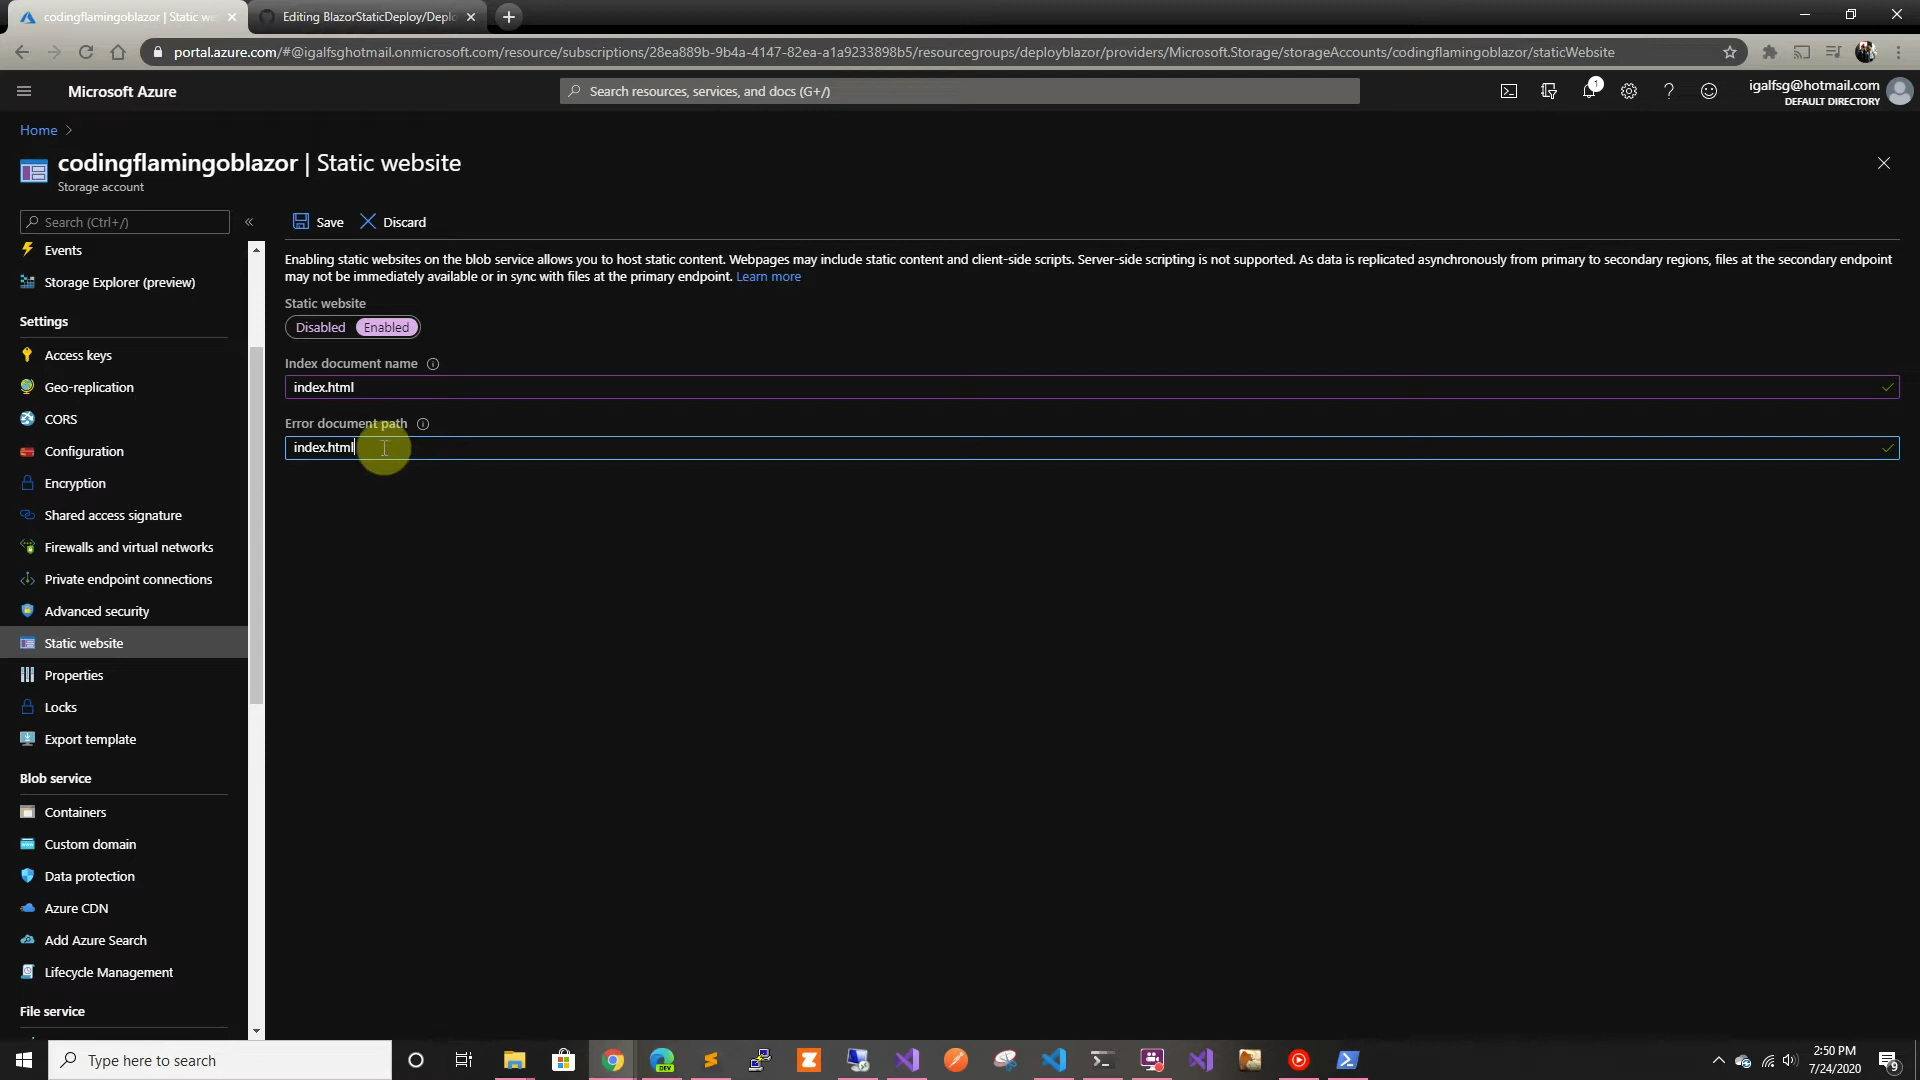 codingflamingoblazor | Static we
Editing BlazorStaticDeploy/Deplo
portal.azure.com/#@igalfsghotmail.onmicrosoft.com/resource/subscriptions/28ea889b-9b4a-4147-82ea-a1a9233898b5/resourcegroups/deployblazor/providers/Microsoft.Storage/storageAccounts/codingflamingoblazor/staticWebsite
Microsoft Azure
Search resources, services, and docs (G+/)
1
igalfsg@hotmail.com
DEFAULT DIRECTORY
Home
codingflamingoblazor | Static website
Storage account
Search (Ctrl+/)
Save
Discard
Events
Storage Explorer (preview)
Settings
Access keys
Geo-replication
CORS
Configuration
Encryption
Shared access signature
Firewalls and virtual networks
Private endpoint connections
Advanced security
Static website
Properties
Locks
Export template
Blob service
Containers
Custom domain
Data protection
Azure CDN
Add Azure Search
Lifecycle Management
File service
Enabling static websites on the blob service allows you to host static content. Webpages may include static content and client-side scripts. Server-side scripting is not supported. As data is replicated asynchronously from primary to secondary regions, files at the secondary endpoint
may not be immediately available or in sync with files at the primary endpoint. Learn more
Static website
Disabled Enabled
Index document name
index.html
Error document path
index.html
Type here to search
DEV
2:50 PM
7/24/2020
9